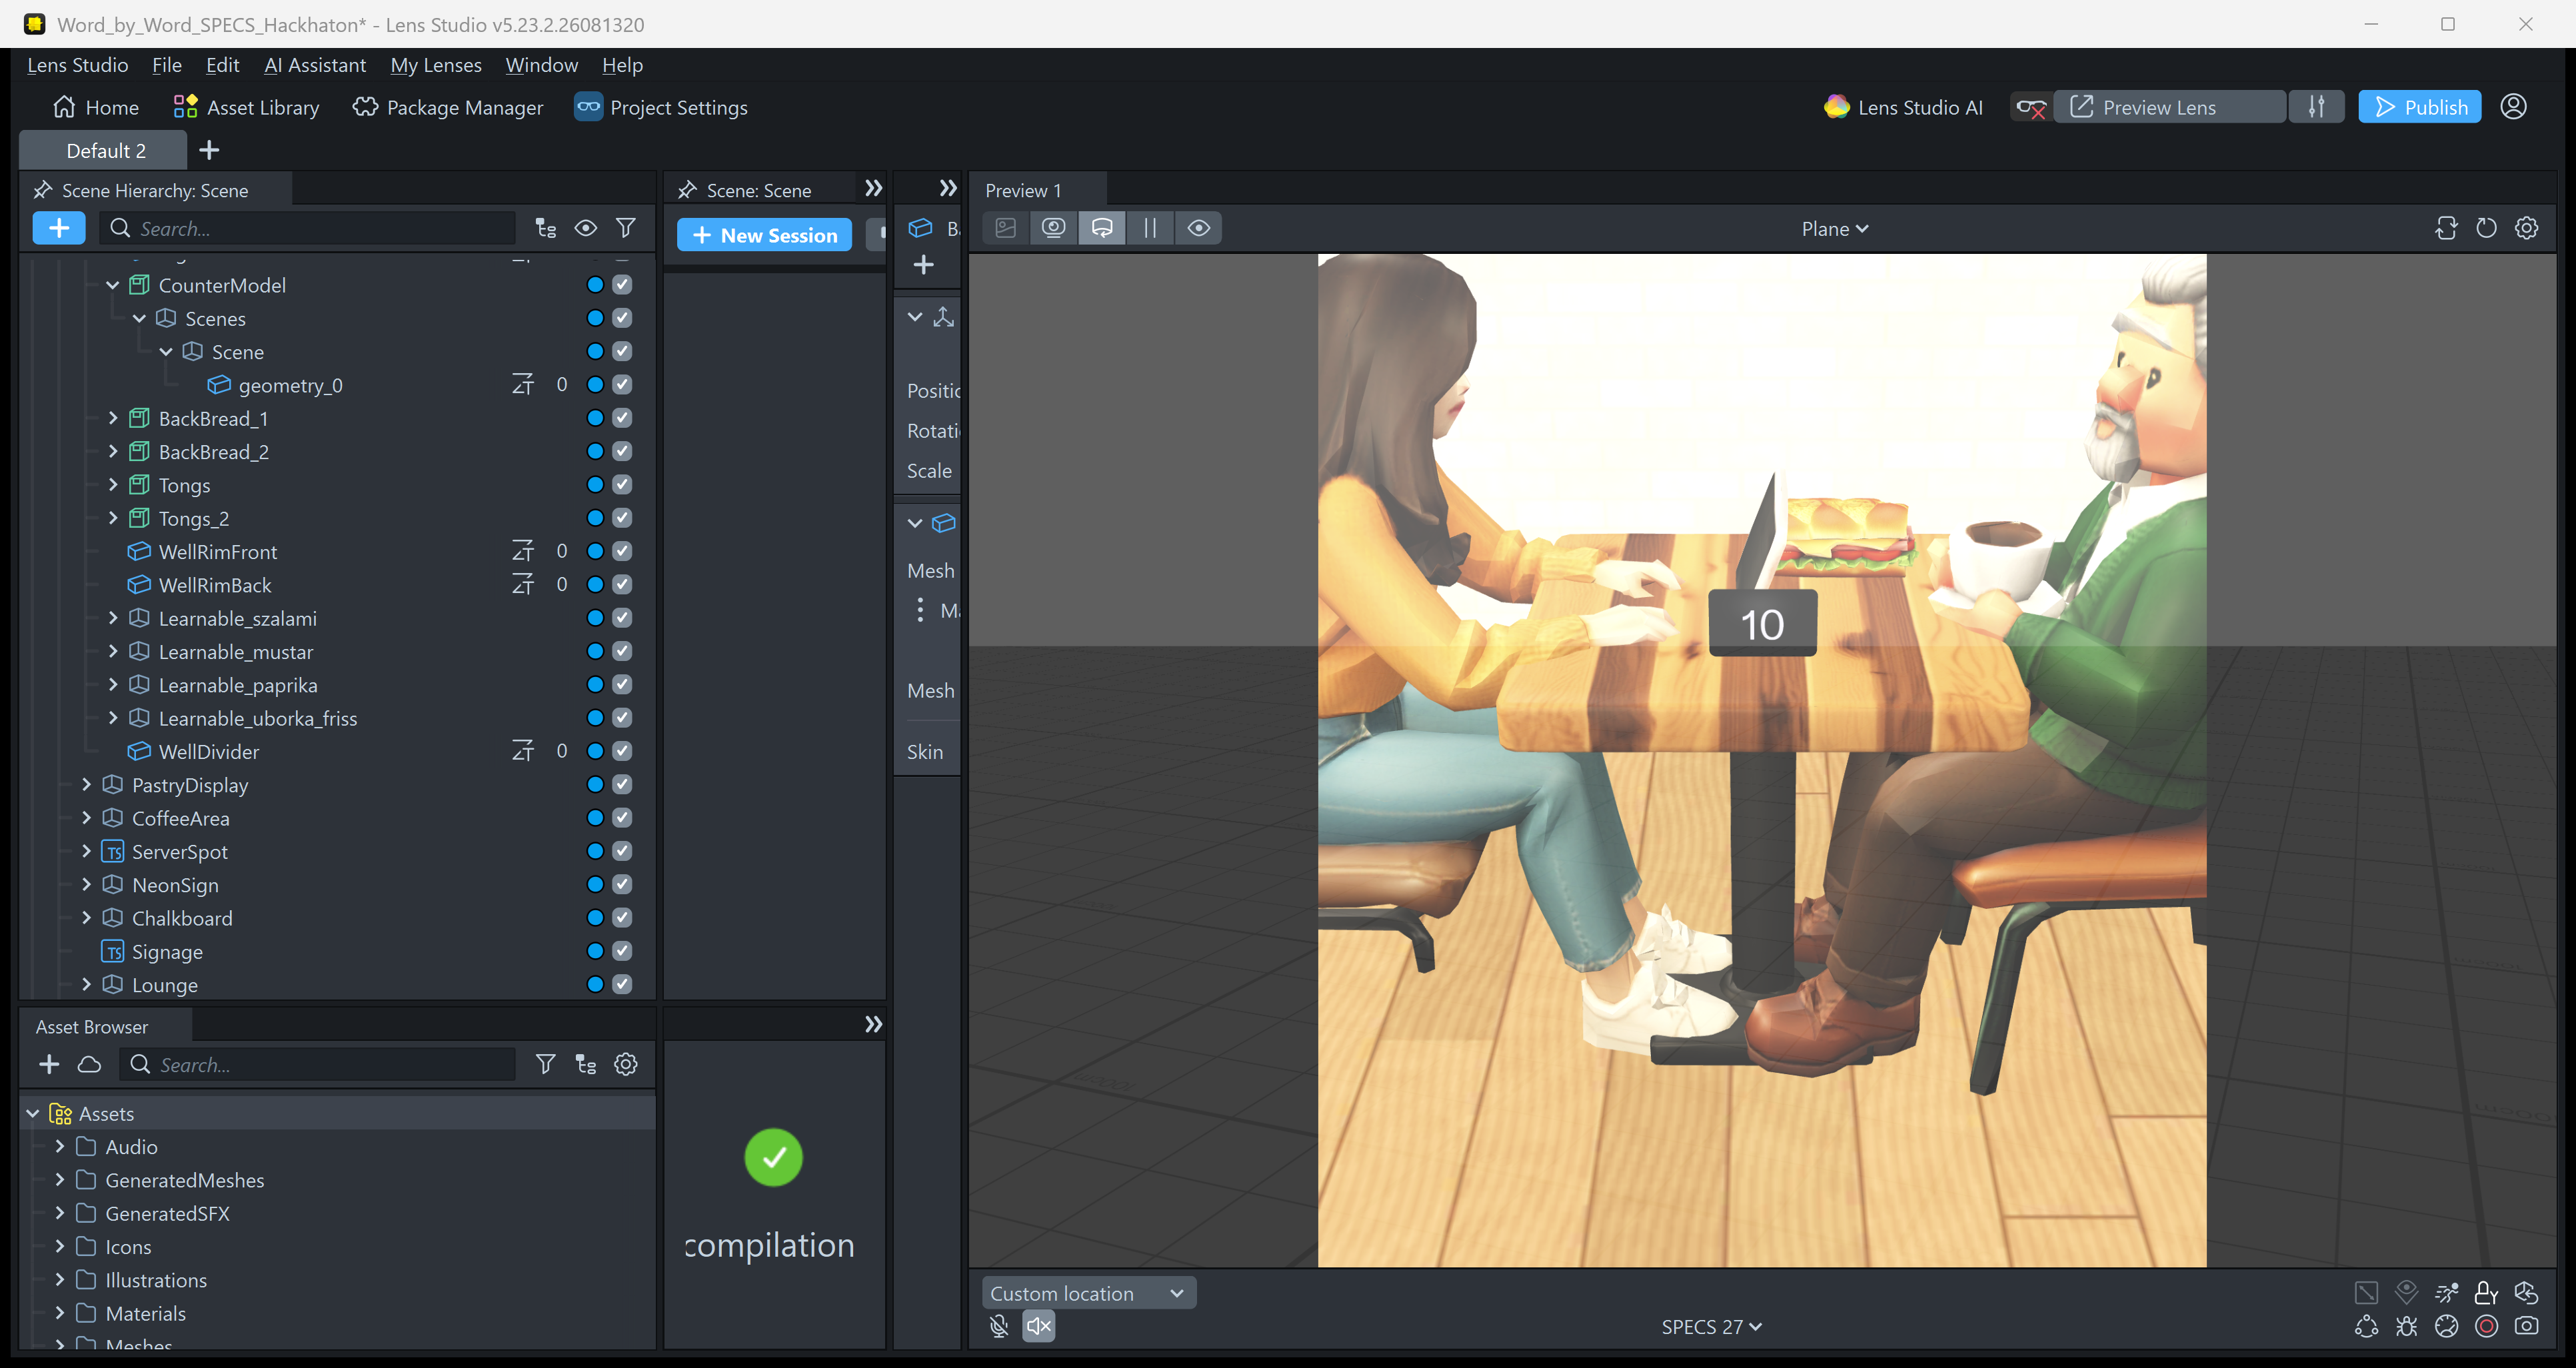 Word_by_Word_SPECS_Hackhaton* - Lens Studio v5.23.2.26081320
Lens Studio File Edit AI Assistant My Lenses Window Help
Home Asset Library Package Manager Project Settings Lens Studio AI Preview Lens Publish
Default 2
Scene Hierarchy: Scene
Search...
CounterModel
Scenes
Scene
geometry_0 0
BackBread_1
BackBread_2
Tongs
Tongs_2
WellRimFront 0
WellRimBack 0
Learnable_szalami
Learnable_mustar
Learnable_paprika
Learnable_uborka_friss
WellDivider 0
PastryDisplay
CoffeeArea
TS ServerSpot
NeonSign
Chalkboard
TS Signage
Lounge
Asset Browser
Search...
Assets
Audio
GeneratedMeshes
GeneratedSFX
Icons
Illustrations
Materials
Meshes
Scene: Scene
New Session
compilation
Scale
Mesh
Mesh
Skin
Preview 1
Plane
10
Custom location
SPECS 27